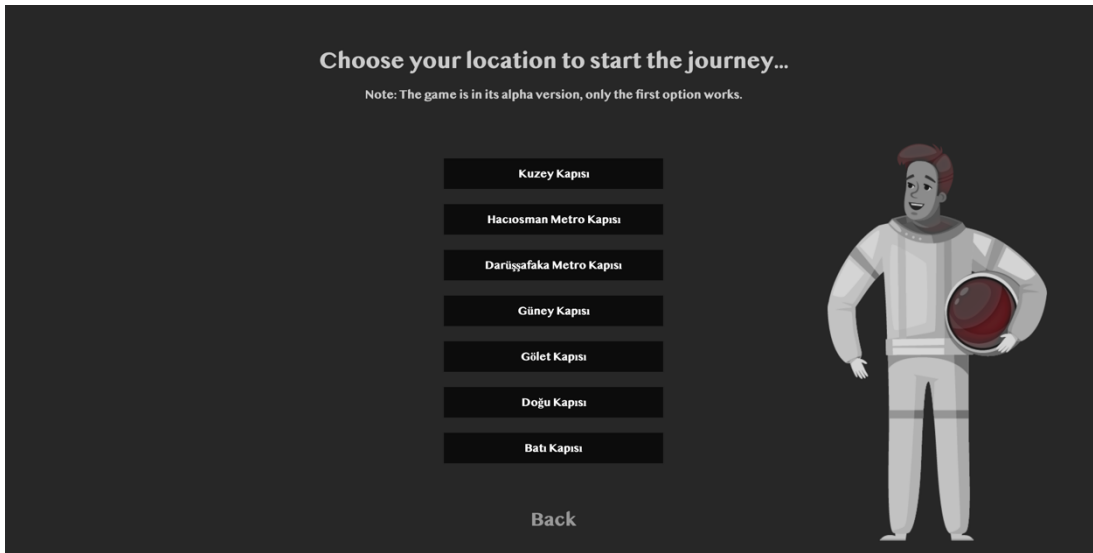 Choose your location to start the journey...
Note: The game is in its alpha version, only the first option works.
Kuzey Kapısı
Hacıosman Metro Kapısı
Darüşşafaka Metro Kapısı
Güney Kapısı
Gölet Kapısı
Doğu Kapısı
Batı Kapısı
Back